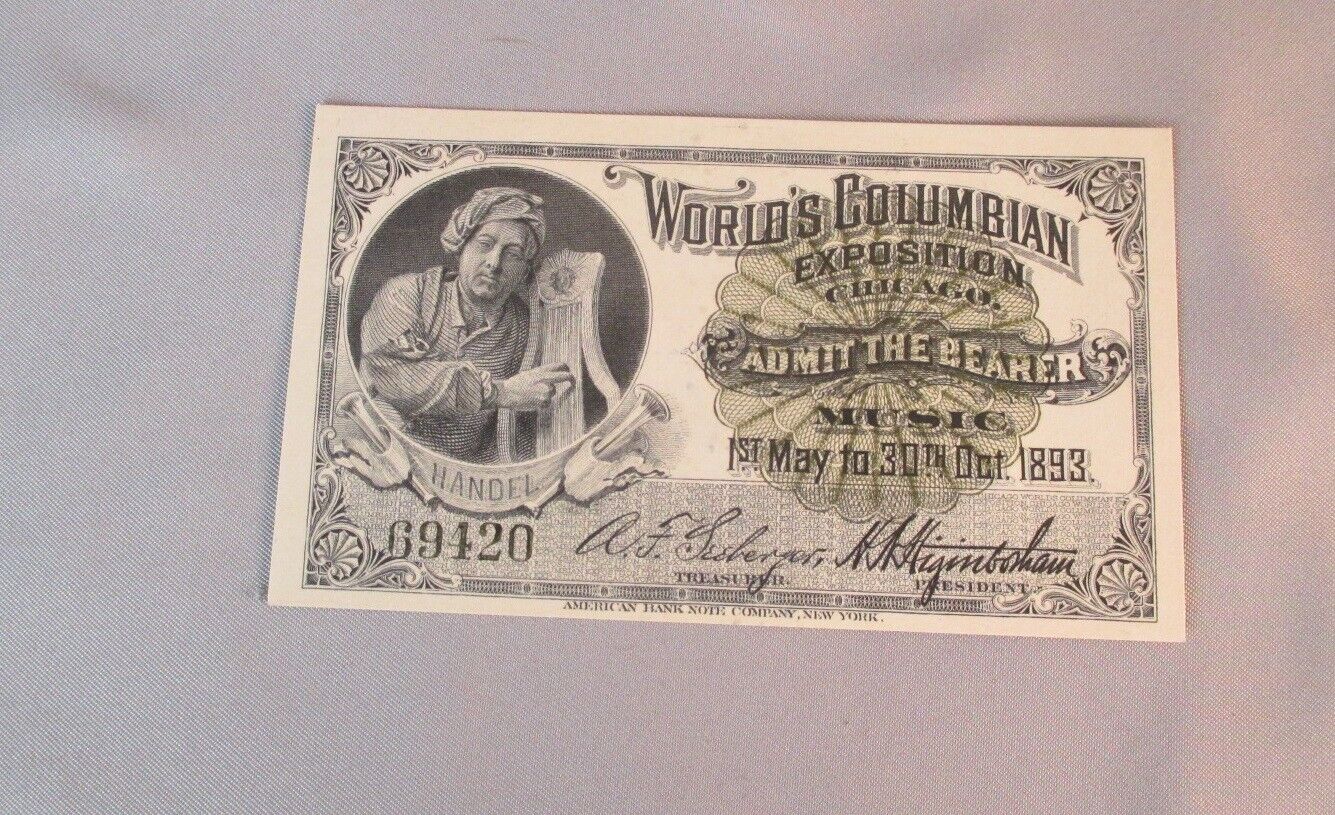 WORLD'S COLUMBIAN
EXPOSITION
CHICAGO.
ADMIT THE BEARER
MUSIC
1ST MAY TO 30TH OCT. 1893.
HANDEL
69420
A. F. Seeberger, H. N. Higinbotham
TREASURER. PRESIDENT.
AMERICAN BANK NOTE COMPANY, NEW YORK.